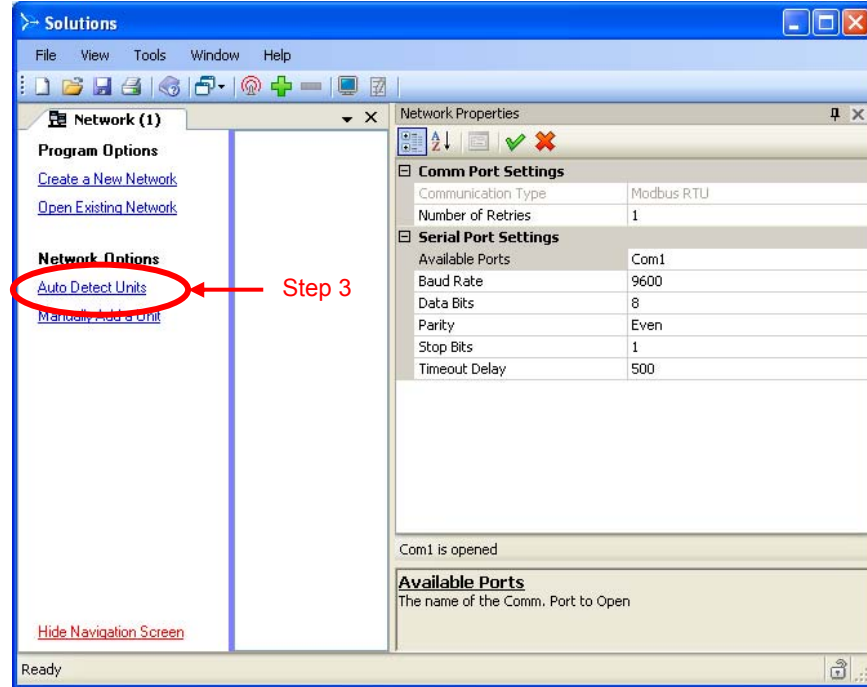 Solutions
File View Tools Window Help
Network (1)
Program Options
Create a New Network
Open Existing Network
Network Options
Auto Detect Units
Step 3
Manually Add a Unit
Hide Navigation Screen
Network Properties
Comm Port Settings
Communication Type Modbus RTU
Number of Retries 1
Serial Port Settings
Available Ports Com1
Baud Rate 9600
Data Bits 8
Parity Even
Stop Bits 1
Timeout Delay 500
Com1 is opened
Available Ports
The name of the Comm. Port to Open
Ready